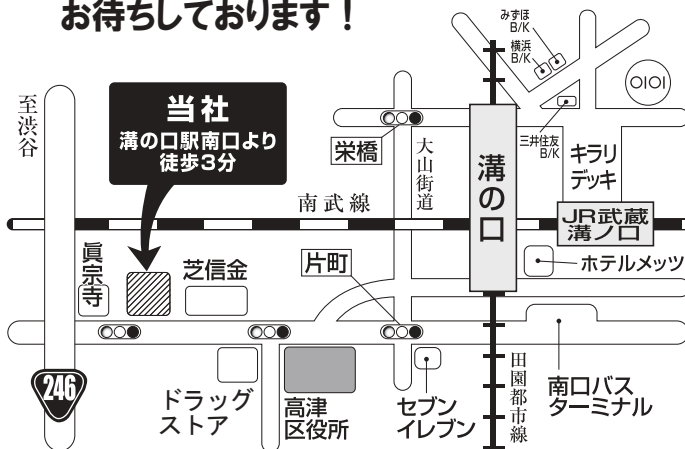 お待ちしております！
みずほ
B/K
横浜
B/K
OIOI
至渋谷
当社
溝の口駅南口より
徒歩3分
栄橋
大山街道
溝の口
三井住友
B/K
キラリ
デッキ
南武線
JR武蔵
溝ノ口
眞宗寺
芝信金
片町
ホテルメッツ
246
ドラッグ
ストア
高津
区役所
セブン
イレブン
田園都市線
南口バス
ターミナル